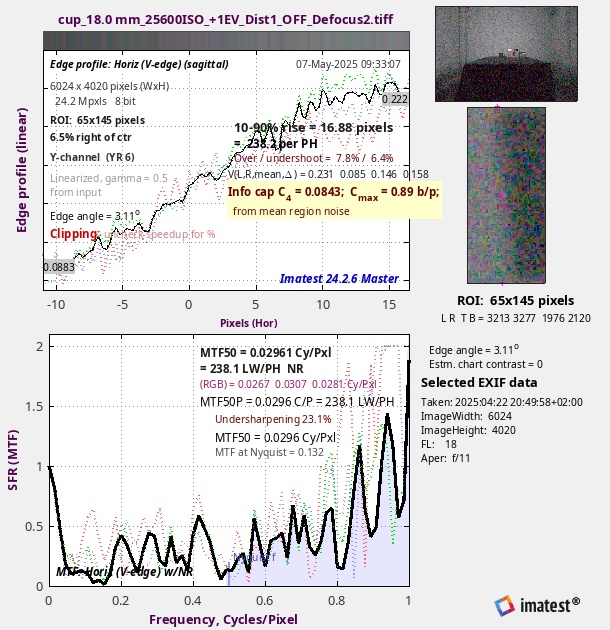 cup_18.0 mm_25600ISO_+1EV_Dist1_OFF_Defocus2.tiff
Edge profile: Horiz (V-edge) (sagittal)
07-May-2025 09:33:07
6024 x 4020 pixels (WxH)
24.2 Mpxls 8 bit
ROI: 65x145 pixels
6.5% right of ctr
Y-channel (YR 6)
Linearized, gamma = 0.5
from input
Edge angle = 3.11°
Clipping:
0.0883
0.222
10-90% rise = 16.88 pixels
= 238.2 per PH
Over / undershoot = 7.8% / 6.4%
V(L,R,mean,Δ) = 0.231 0.085 0.146 0.158
Info cap C4 = 0.0843; Cmax = 0.89 b/p;
from mean region noise
Imatest 24.2.6 Master
Edge profile (linear)
-10 -5 0 5 10 15
Pixels (Hor)
ROI: 65x145 pixels
L R T B = 3213 3277 1976 2120
Edge angle = 3.11°
Estm. chart contrast = 0
Selected EXIF data
Taken: 2025:04:22 20:49:58+02:00
ImageWidth: 6024
ImageHeight: 4020
FL: 18
Aper: f/11
MTF50 = 0.02961 Cy/Pxl
= 238.1 LW/PH NR
(RGB) = 0.0267 0.0307 0.0281 Cy/Pxl
MTF50P = 0.0296 C/P = 238.1 LW/PH
Undersharpening 23.1%
MTF50 = 0.0296 Cy/Pxl
MTF at Nyquist = 0.132
Nyquist f
MTF: Horiz (V-edge) w/NR
SFR (MTF)
2
1.5
1
0.5
0
0 0.2 0.4 0.6 0.8 1
Frequency, Cycles/Pixel
imatest®